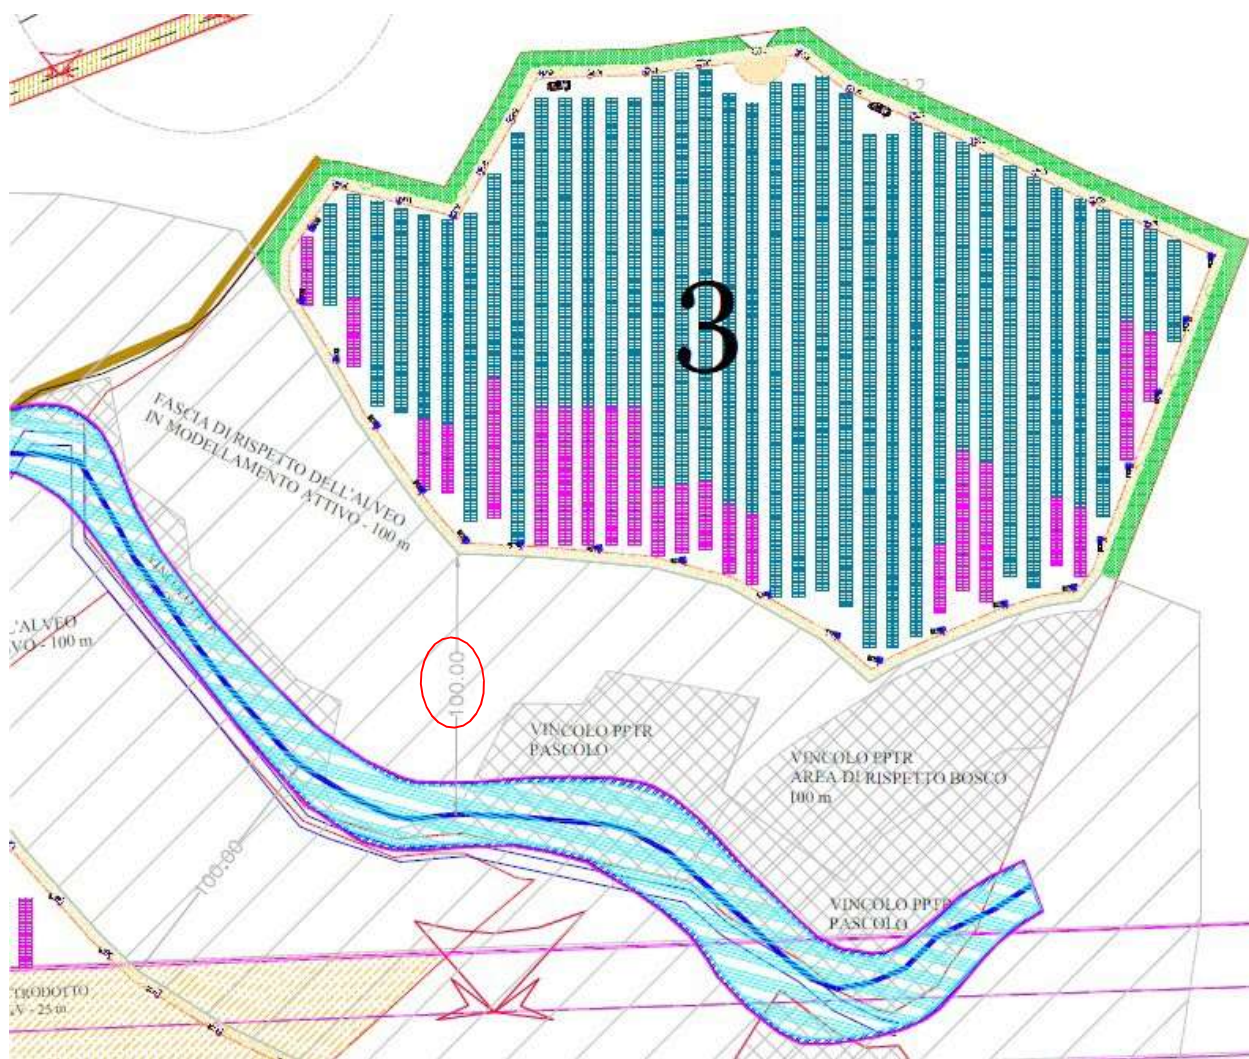 3
FASCIA DI RISPETTO DELL'ALVEO
IN MODELLAMENTO ATTIVO - 100 m
L'ALVEO
VO - 100 m
100.00
VINCOLO PPTR
PASCOLO
VINCOLO PPTR
AREA DI RISPETTO BOSCO
100 m
100.00
VINCOLO PPTR
PASCOLO
TRODOTTO
V - 25 m